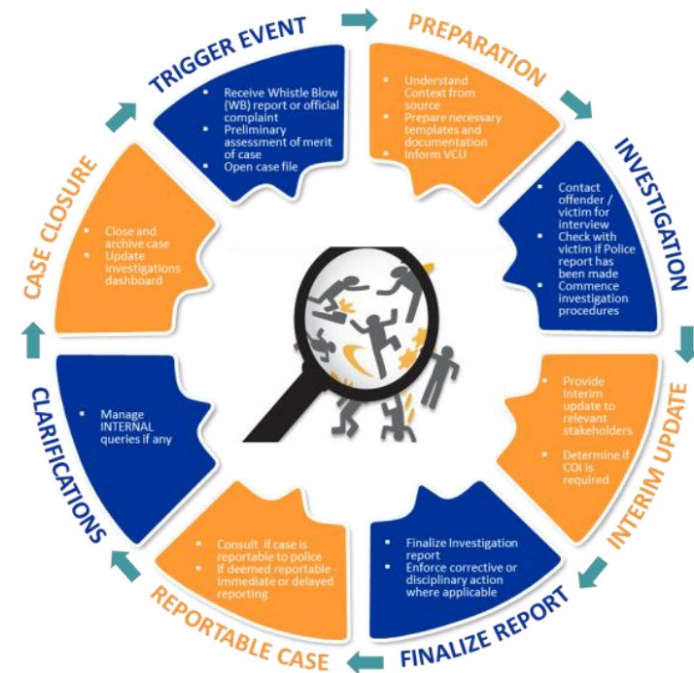 TRIGGER EVENT
Receive Whistle Blow
(WB) report or official
complaint
Preliminary
assessment of merit
of case
Open case file
PREPARATION
Understand
Context from
source
Prepare necessary
templates and
documentation
Inform VCU
INVESTIGATION
Contact
offender /
victim for
interview
Check with
victim if Police
report has
been made
Commence
investigation
procedures
INTERIM UPDATE
Provide
Interim
update to
relevant
stakeholders
Determine if
COI is
required
FINALIZE REPORT
Finalize Investigation
report
Enforce corrective or
disciplinary action
where applicable
REPORTABLE CASE
Consult if case is
reportable to police
If deemed reportable -
Immediate or delayed
reporting
CLARIFICATIONS
Manage
INTERNAL
queries if any
CASE CLOSURE
Close and
archive case
Update
investigations
dashboard